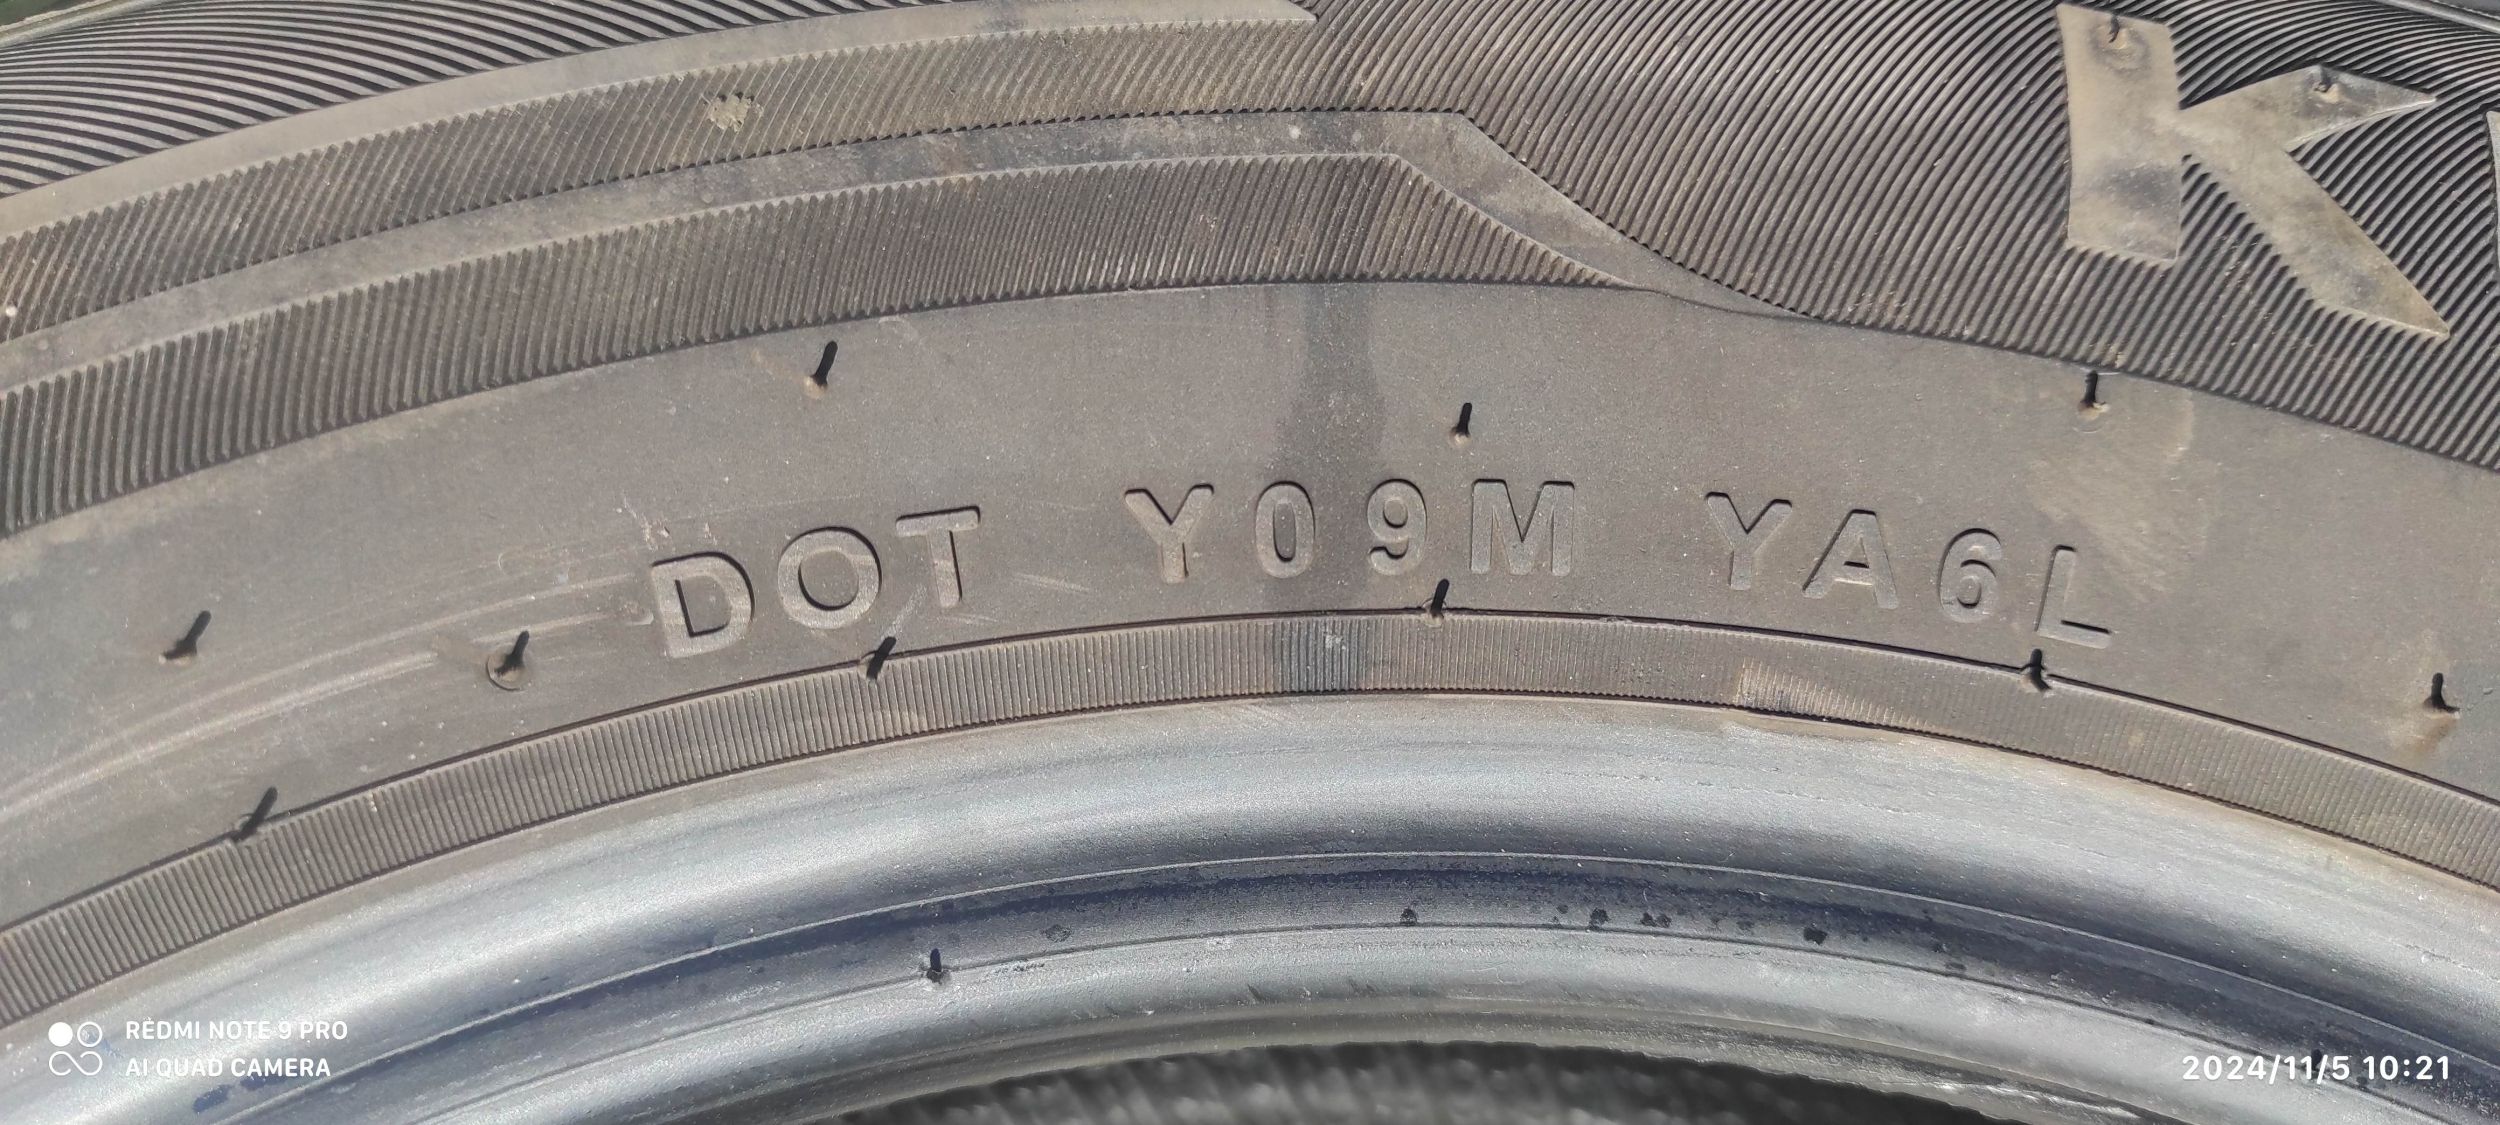 K
DOT Y09M YA6L
REDMI NOTE 9 PRO
AI QUAD CAMERA
2024/11/5 10:21